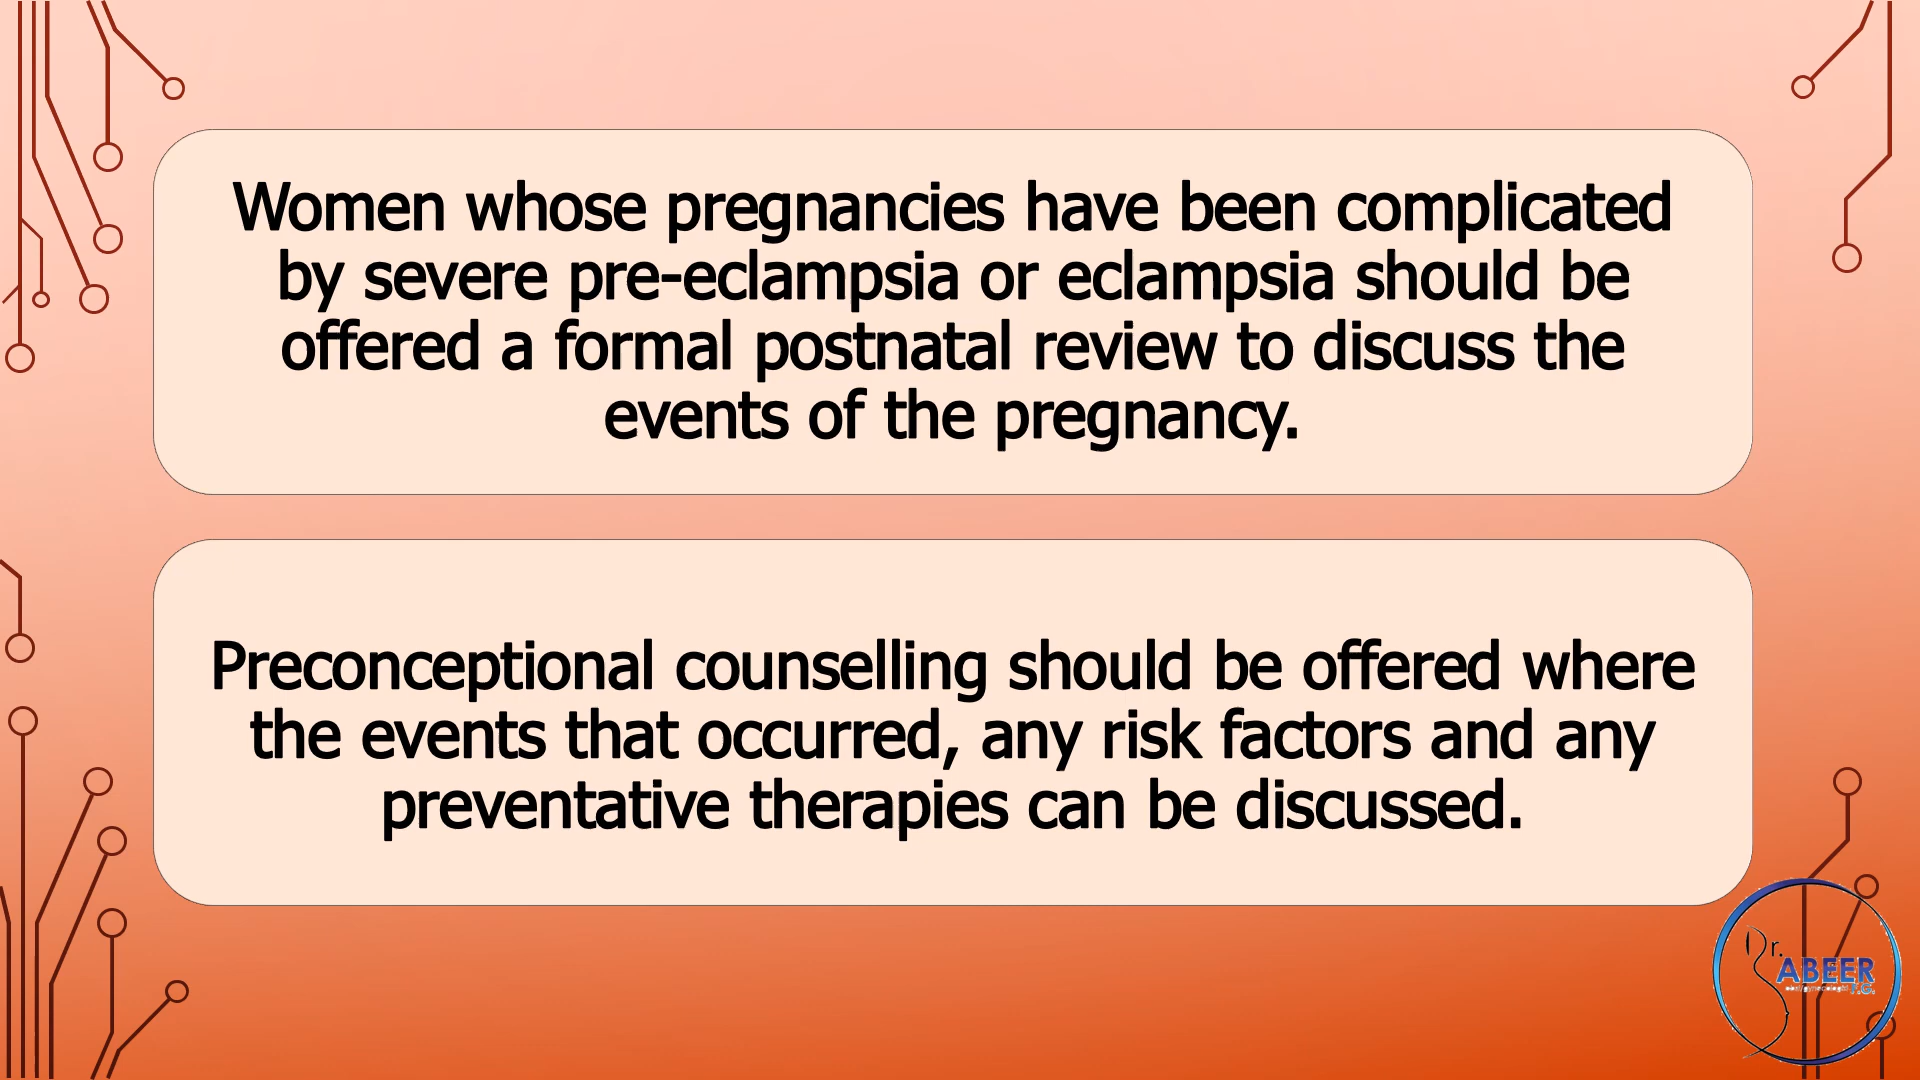 Women whose pregnancies have been complicated
by severe pre-eclampsia or eclampsia should be
offered a formal postnatal review to discuss the
events of the pregnancy.
Preconceptional counselling should be offered where
the events that occurred, any risk factors and any
preventative therapies can be discussed.
Dr.
ABEER
F.G.